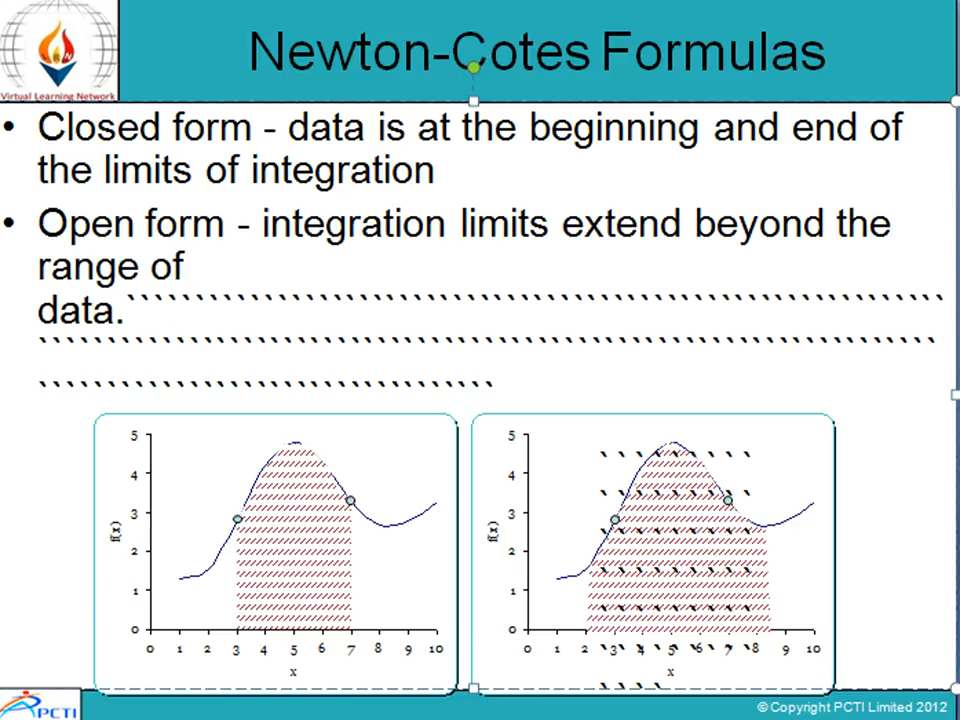 Newton-Cotes Formulas
Virtual Learning Network
• Closed form - data is at the beginning and end of
the limits of integration
• Open form - integration limits extend beyond the
range of
data.
5
4
3
2
1
0
f(x)
0 1 2 3 4 5 6 7 8 9 10
x
5
4
3
2
1
0
f(x)
0 1 2 3 4 5 6 7 8 9 10
x
PCTI
© Copyright PCTI Limited 2012